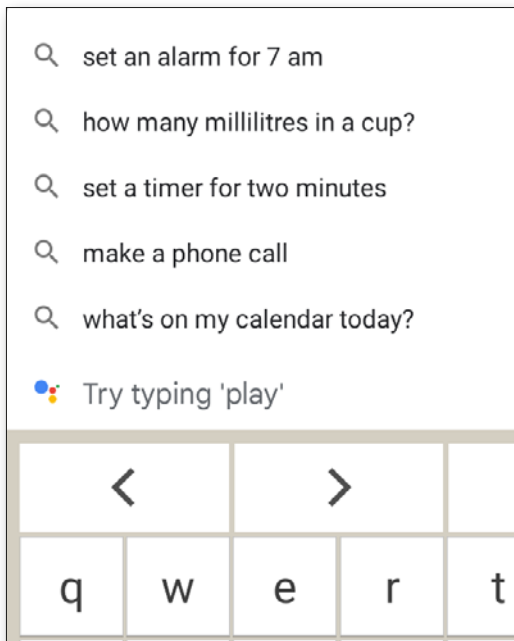 set an alarm for 7 am
how many millilitres in a cup?
set a timer for two minutes
make a phone call
what's on my calendar today?
Try typing 'play'
< >
q w e r t